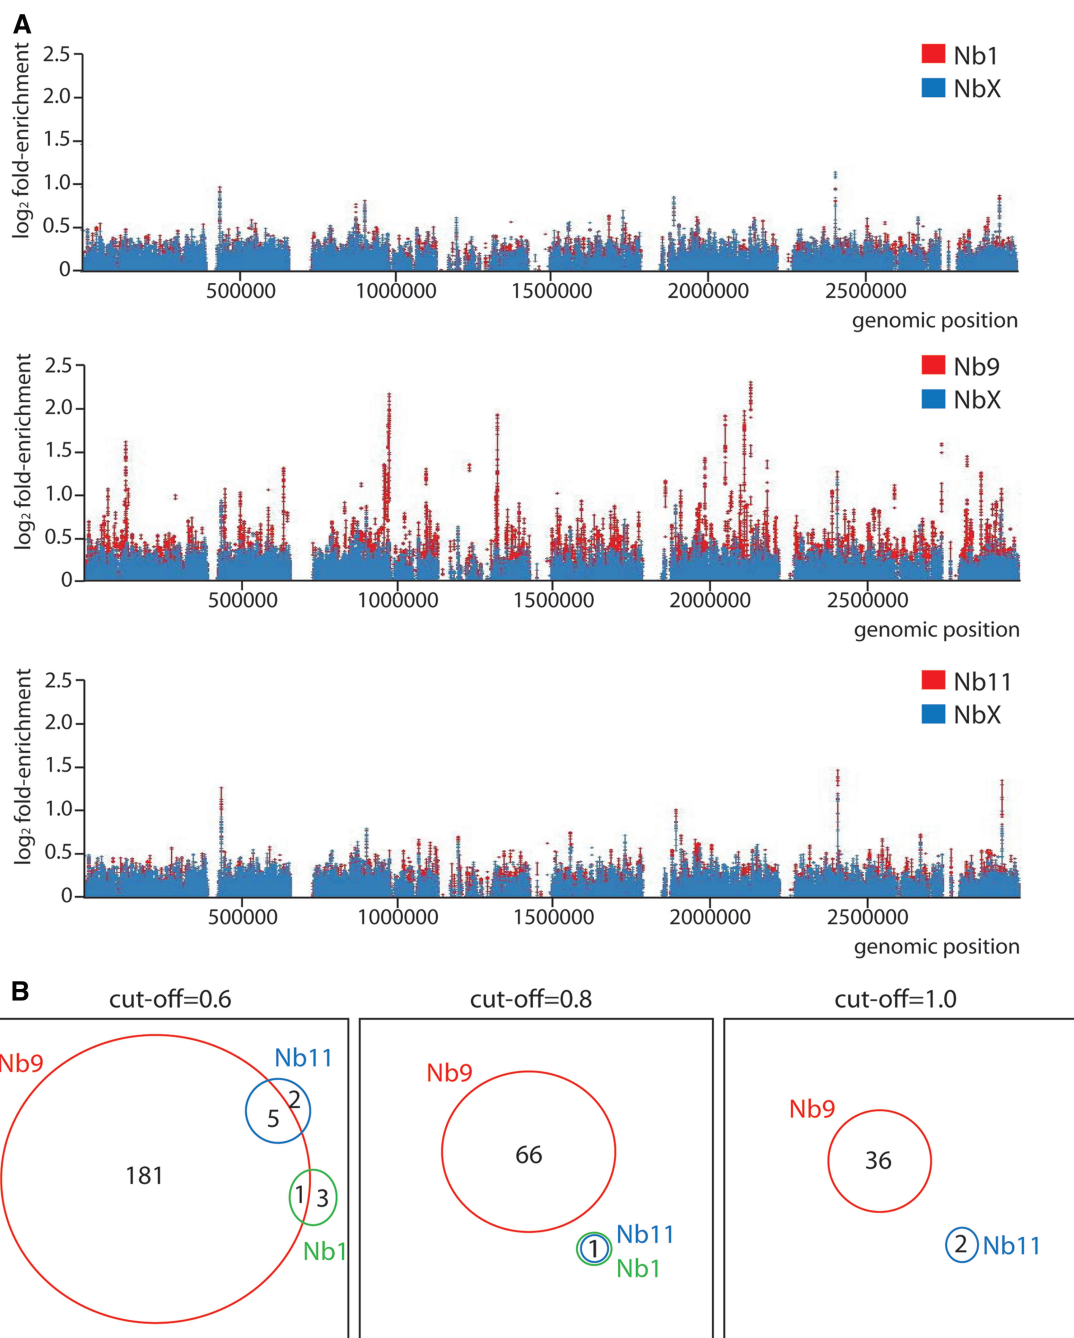 A
log₂ fold-enrichment
2.5
2.0
1.5
1.0
0.5
0
Nb1
NbX
500000 1000000 1500000 2000000 2500000
genomic position
log₂ fold-enrichment
2.5
2.0
1.5
1.0
0.5
0
Nb9
NbX
500000 1000000 1500000 2000000 2500000
genomic position
log₂ fold-enrichment
2.5
2.0
1.5
1.0
0.5
0
Nb11
NbX
500000 1000000 1500000 2000000 2500000
genomic position
B
cut-off=0.6
Nb9
Nb11
2
5
181
1 3
Nb1
cut-off=0.8
Nb9
66
1
Nb11
Nb1
cut-off=1.0
Nb9
36
2 Nb11